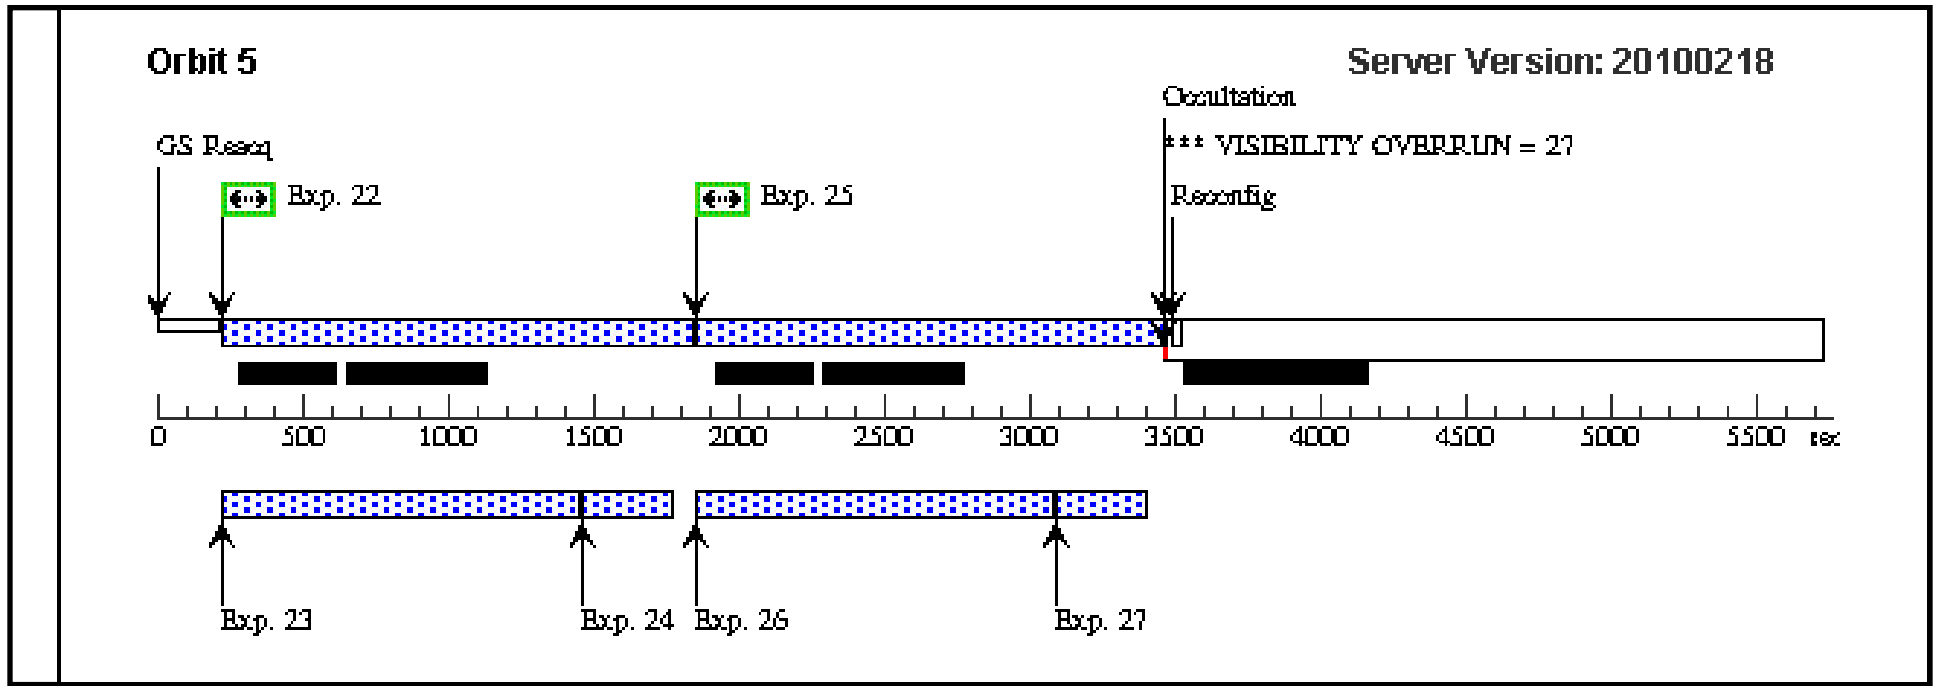 Orbit 5
Server Version: 20100218
Occultation
GS Reacq
*** VISIBILITY OVERRUN = 27
Exp. 22
Exp. 25
Reconfig
0 500 1000 1500 2000 2500 3000 3500 4000 4500 5000 5500 sec
Exp. 23
Exp. 24
Exp. 26
Exp. 27